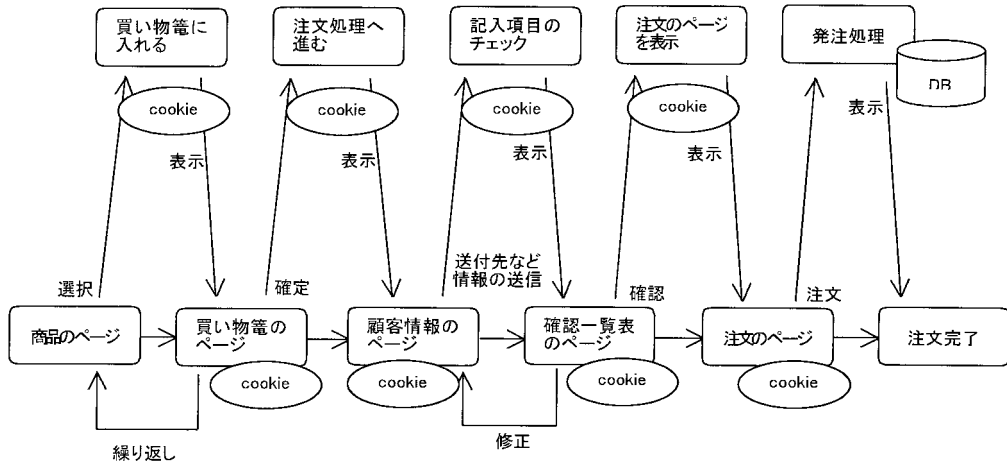 買い物篭に
入れる
注文処理へ
進む
記入項目の
チェック
注文のページ
を表示
発注処理
DB
cookie
cookie
cookie
cookie
表示
表示
表示
表示
表示
選択
確定
送付先など
情報の送信
確認
注文
商品のページ
買い物篭の
ページ
顧客情報の
ページ
確認一覧表
のページ
注文のページ
注文完了
cookie
cookie
cookie
cookie
繰り返し
修正